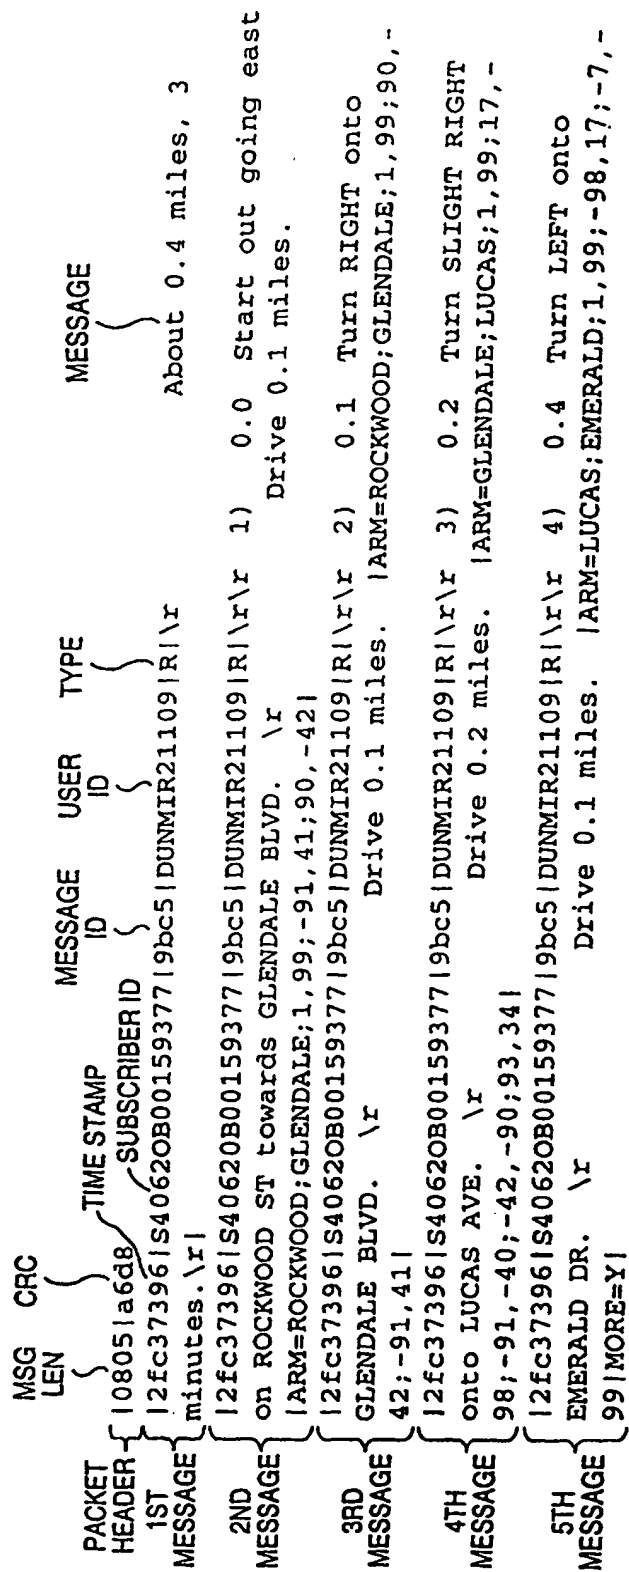 MSG LEN CRC
TIME STAMP
SUBSCRIBER ID
MESSAGE ID
USER ID
TYPE
MESSAGE
PACKET HEADER |0805|a6d8
1ST MESSAGE |2fc37396|S40620B00159377|9bc5|DUNMIR21109|R|\r About 0.4 miles, 3
minutes.\r|
2ND MESSAGE |2fc37396|S40620B00159377|9bc5|DUNMIR21109|R|\r\r 1) 0.0 Start out going east
on ROCKWOOD ST towards GLENDALE BLVD. \r Drive 0.1 miles.
|ARM=ROCKWOOD;GLENDALE;1,99;-91,41;90,-42|
3RD MESSAGE |2fc37396|S40620B00159377|9bc5|DUNMIR21109|R|\r\r 2) 0.1 Turn RIGHT onto
GLENDALE BLVD. \r Drive 0.1 miles. |ARM=ROCKWOOD;GLENDALE;1,99;90,-
42;-91,41|
4TH MESSAGE |2fc37396|S40620B00159377|9bc5|DUNMIR21109|R|\r\r 3) 0.2 Turn SLIGHT RIGHT
onto LUCAS AVE. \r Drive 0.2 miles. |ARM=GLENDALE;LUCAS;1,99;17,-
98;-91,-40;-42,-90;93,34|
5TH MESSAGE |2fc37396|S40620B00159377|9bc5|DUNMIR21109|R|\r\r 4) 0.4 Turn LEFT onto
EMERALD DR. \r Drive 0.1 miles. |ARM=LUCAS;EMERALD;1,99;-98,17;-7,-
99|MORE=Y|